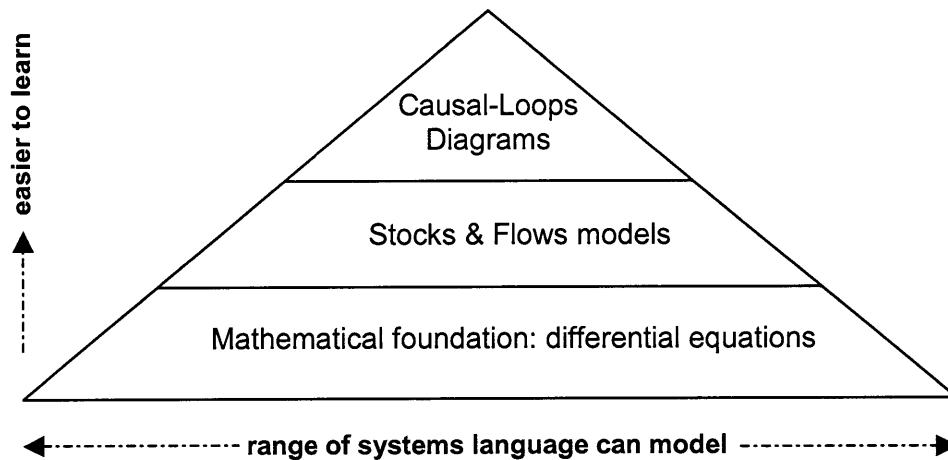 Causal-Loops
Diagrams
easier to learn
Stocks & Flows models
Mathematical foundation: differential equations
range of systems language can model